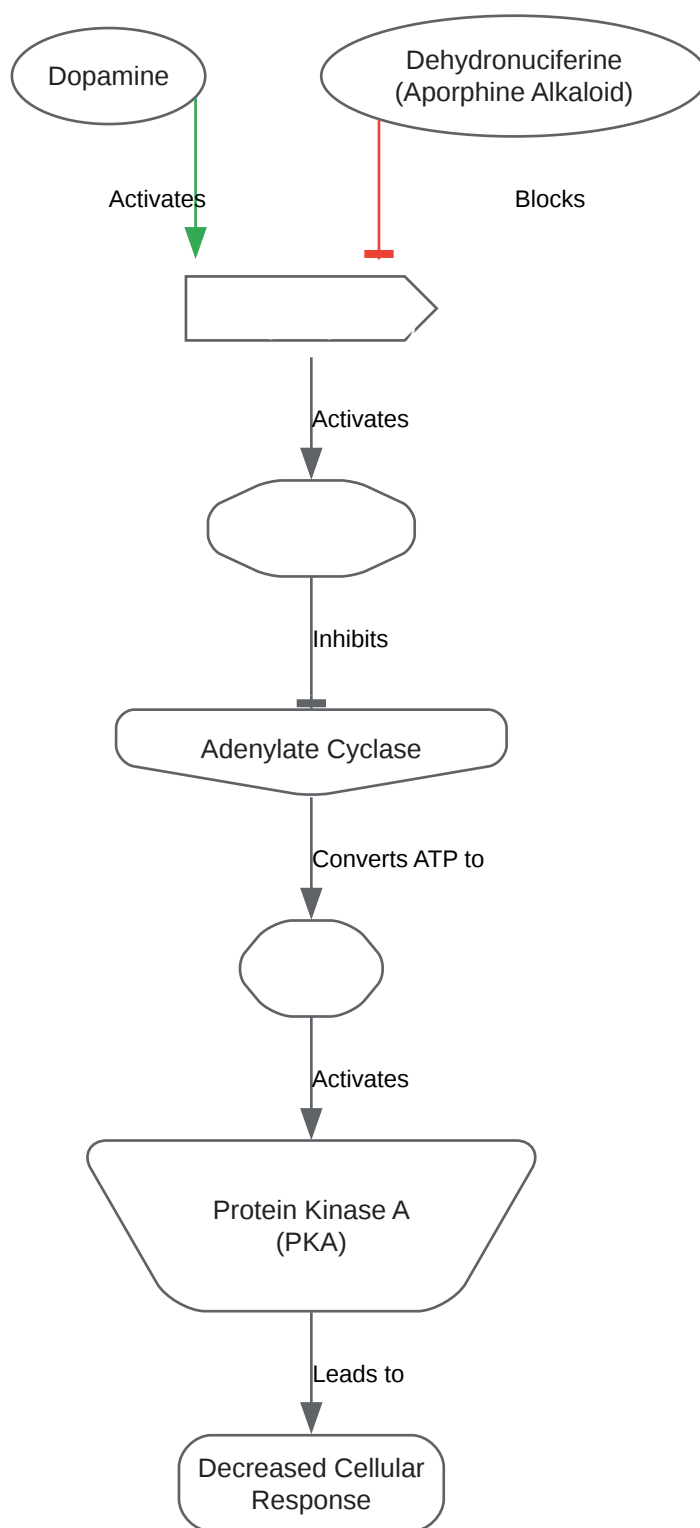 Dopamine
Dehydronuciferine
(Aporphine Alkaloid)
Activates
Blocks
Activates
Inhibits
Adenylate Cyclase
Converts ATP to
Activates
Protein Kinase A
(PKA)
Leads to
Decreased Cellular
Response